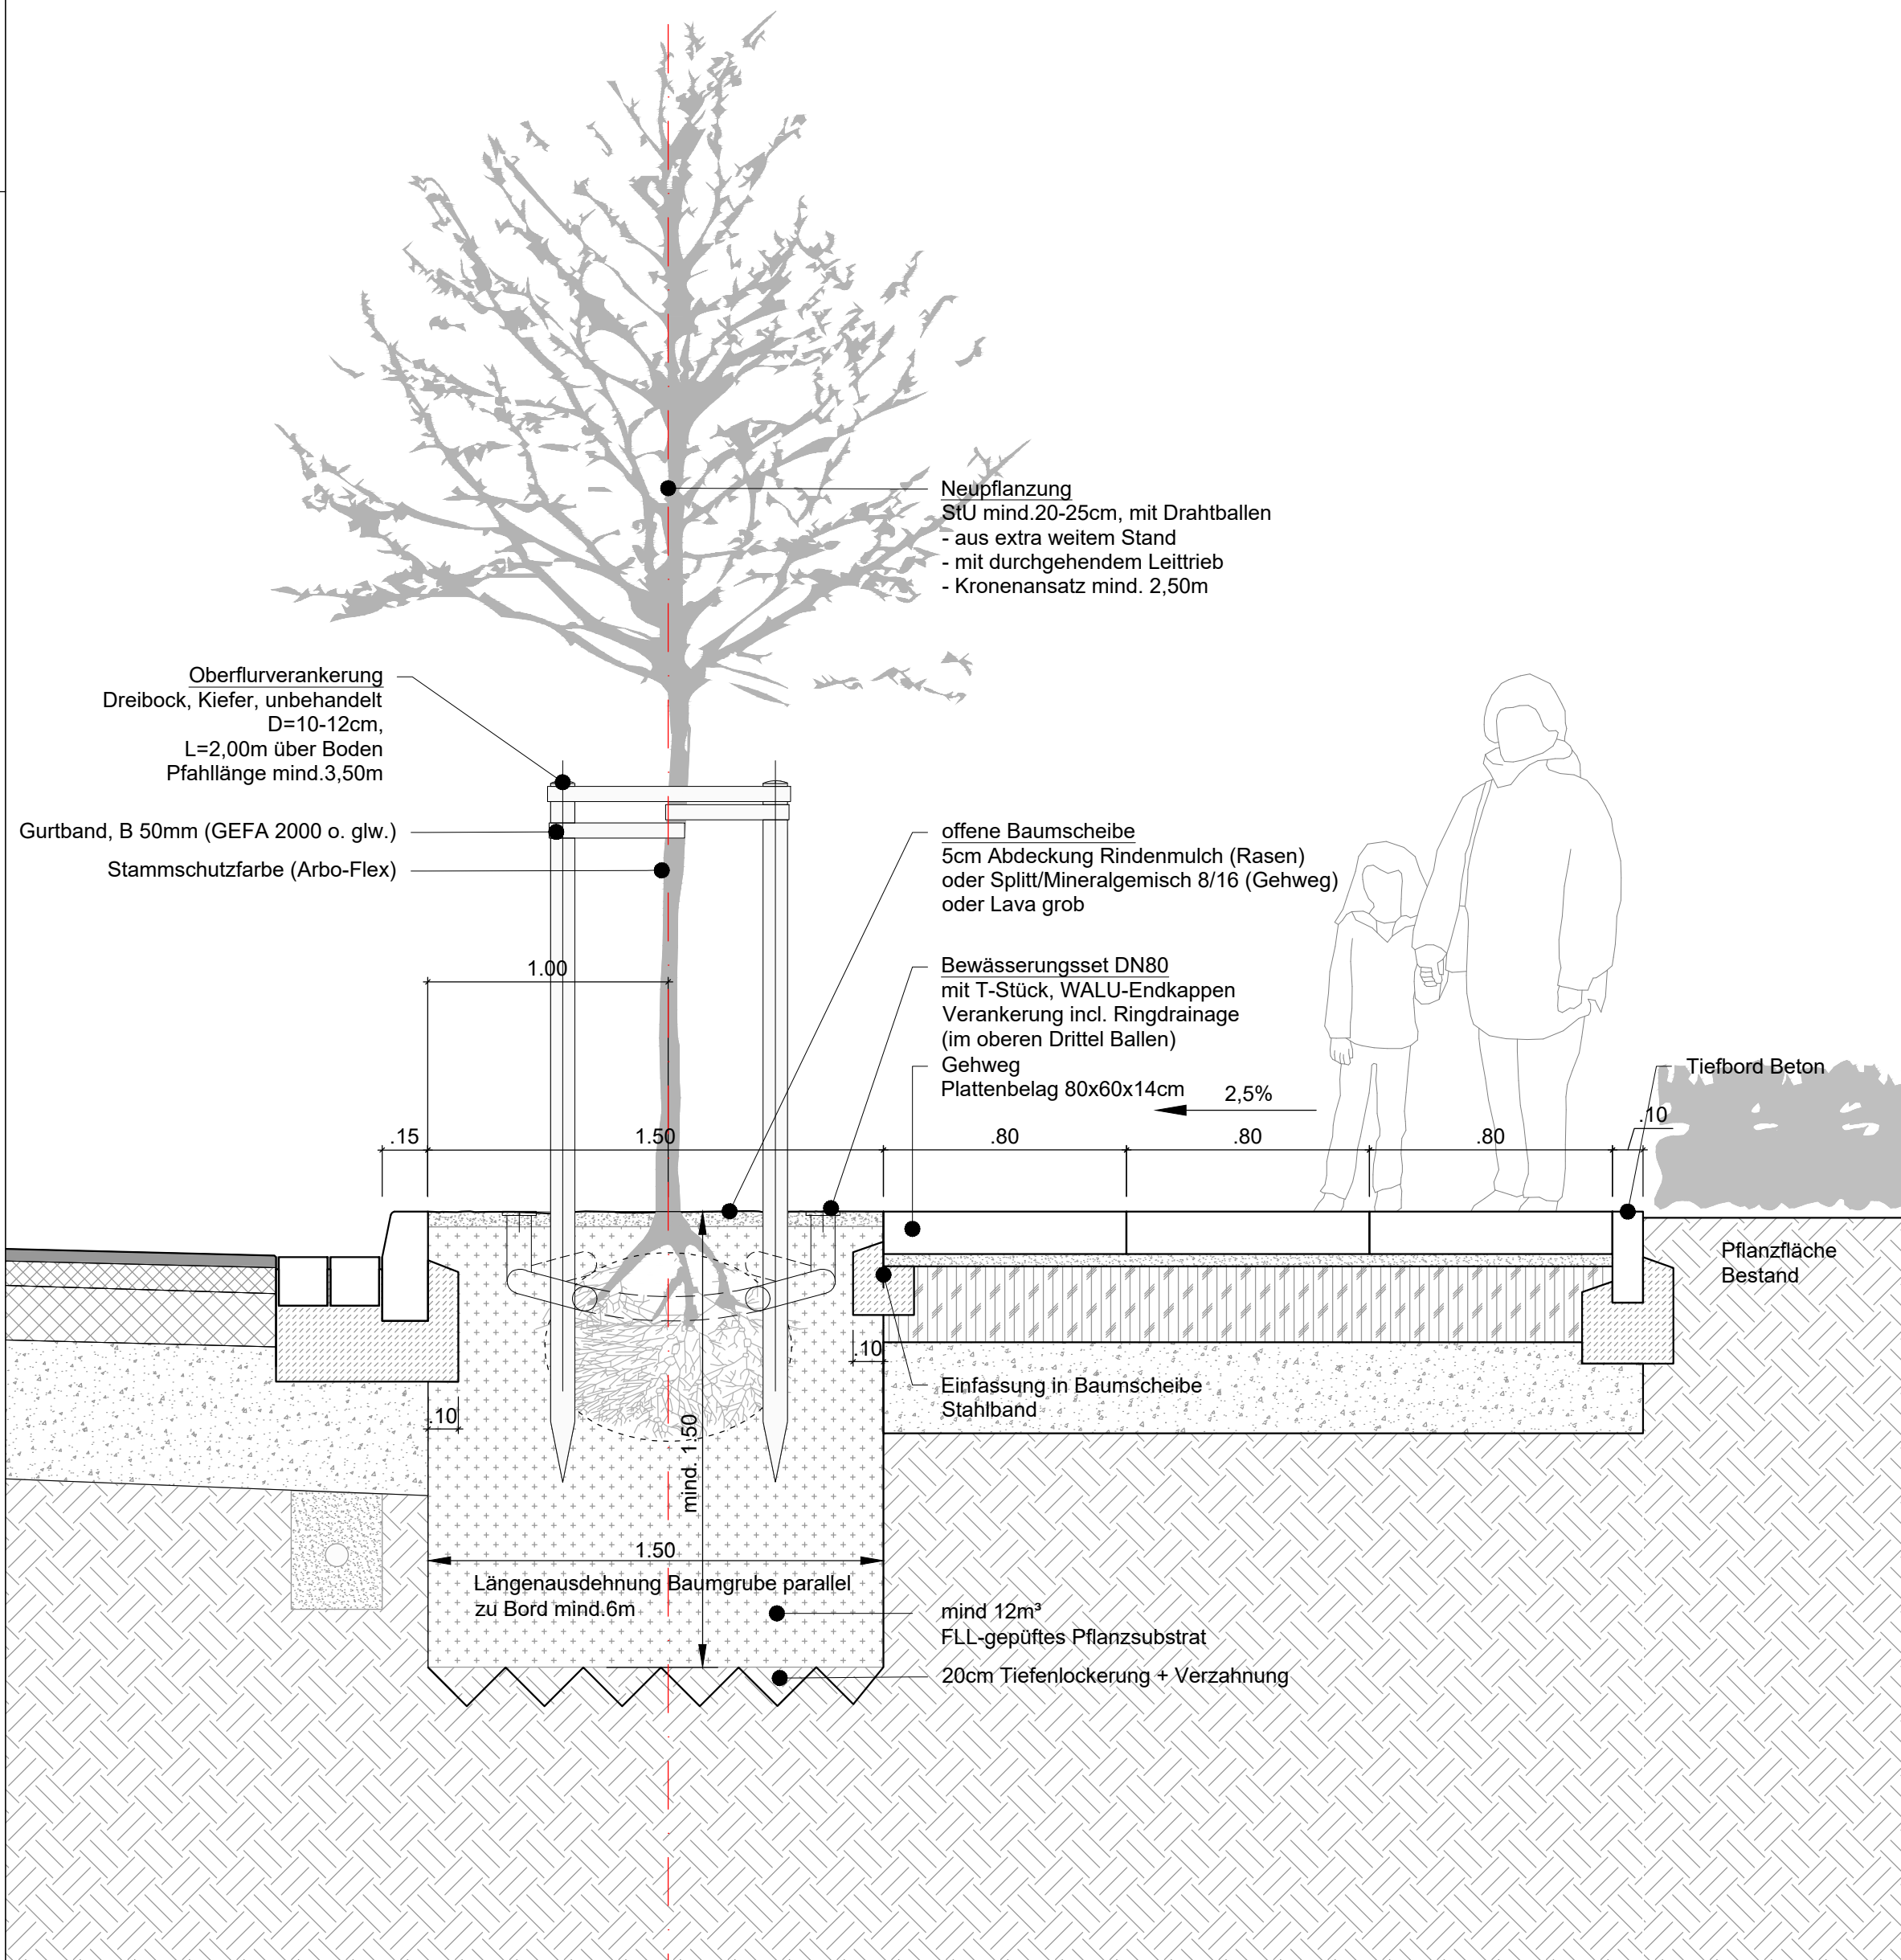 Neupflanzung
StU mind.20-25cm, mit Drahtballen
- aus extra weitem Stand
- mit durchgehendem Leittrieb
- Kronenansatz mind. 2,50m
Oberflurverankerung
Dreibock, Kiefer, unbehandelt
D=10-12cm,
L=2,00m über Boden
Pfahllänge mind.3,50m
Gurtband, B 50mm (GEFA 2000 o. glw.)
Stammschutzfarbe (Arbo-Flex)
offene Baumscheibe
5cm Abdeckung Rindenmulch (Rasen)
oder Splitt/Mineralgemisch 8/16 (Gehweg)
oder Lava grob
1.00
Bewässerungsset DN80
mit T-Stück, WALU-Endkappen
Verankerung incl. Ringdrainage
(im oberen Drittel Ballen)
Gehweg
Plattenbelag 80x60x14cm
2,5%
Tiefbord Beton
.10
.15
1.50
.80
.80
.80
Pflanzfläche
Bestand
.10
Einfassung in Baumscheibe
Stahlband
.10
mind. 1.50
1.50
Längenausdehnung Baumgrube parallel
zu Bord mind.6m
mind 12m³
FLL-gepüftes Pflanzsubstrat
20cm Tiefenlockerung + Verzahnung